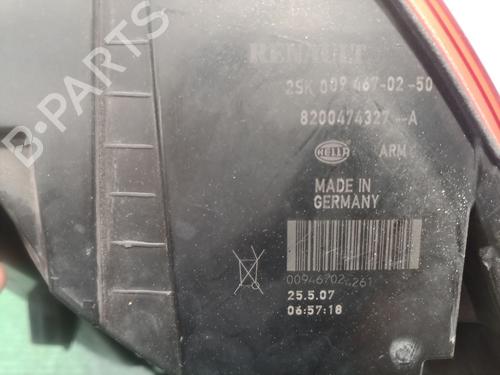 RENAULT
2SK 009 467-02-50
8200474327-A
HELLA ARM
MADE IN
GERMANY
00946702 4261
25.5.07
06:57:18
B-Parts